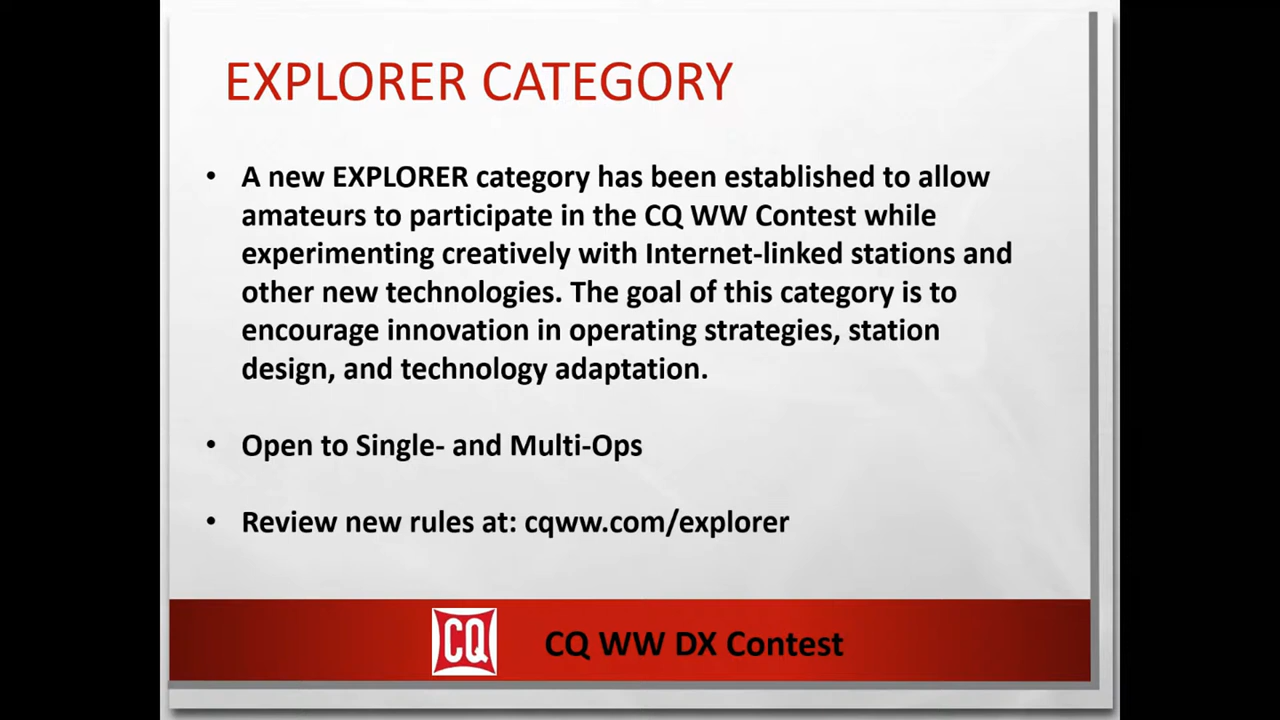 EXPLORER CATEGORY
• A new EXPLORER category has been established to allow
amateurs to participate in the CQ WW Contest while
experimenting creatively with Internet-linked stations and
other new technologies. The goal of this category is to
encourage innovation in operating strategies, station
design, and technology adaptation.
• Open to Single- and Multi-Ops
• Review new rules at: cqww.com/explorer
CQ CQ WW DX Contest